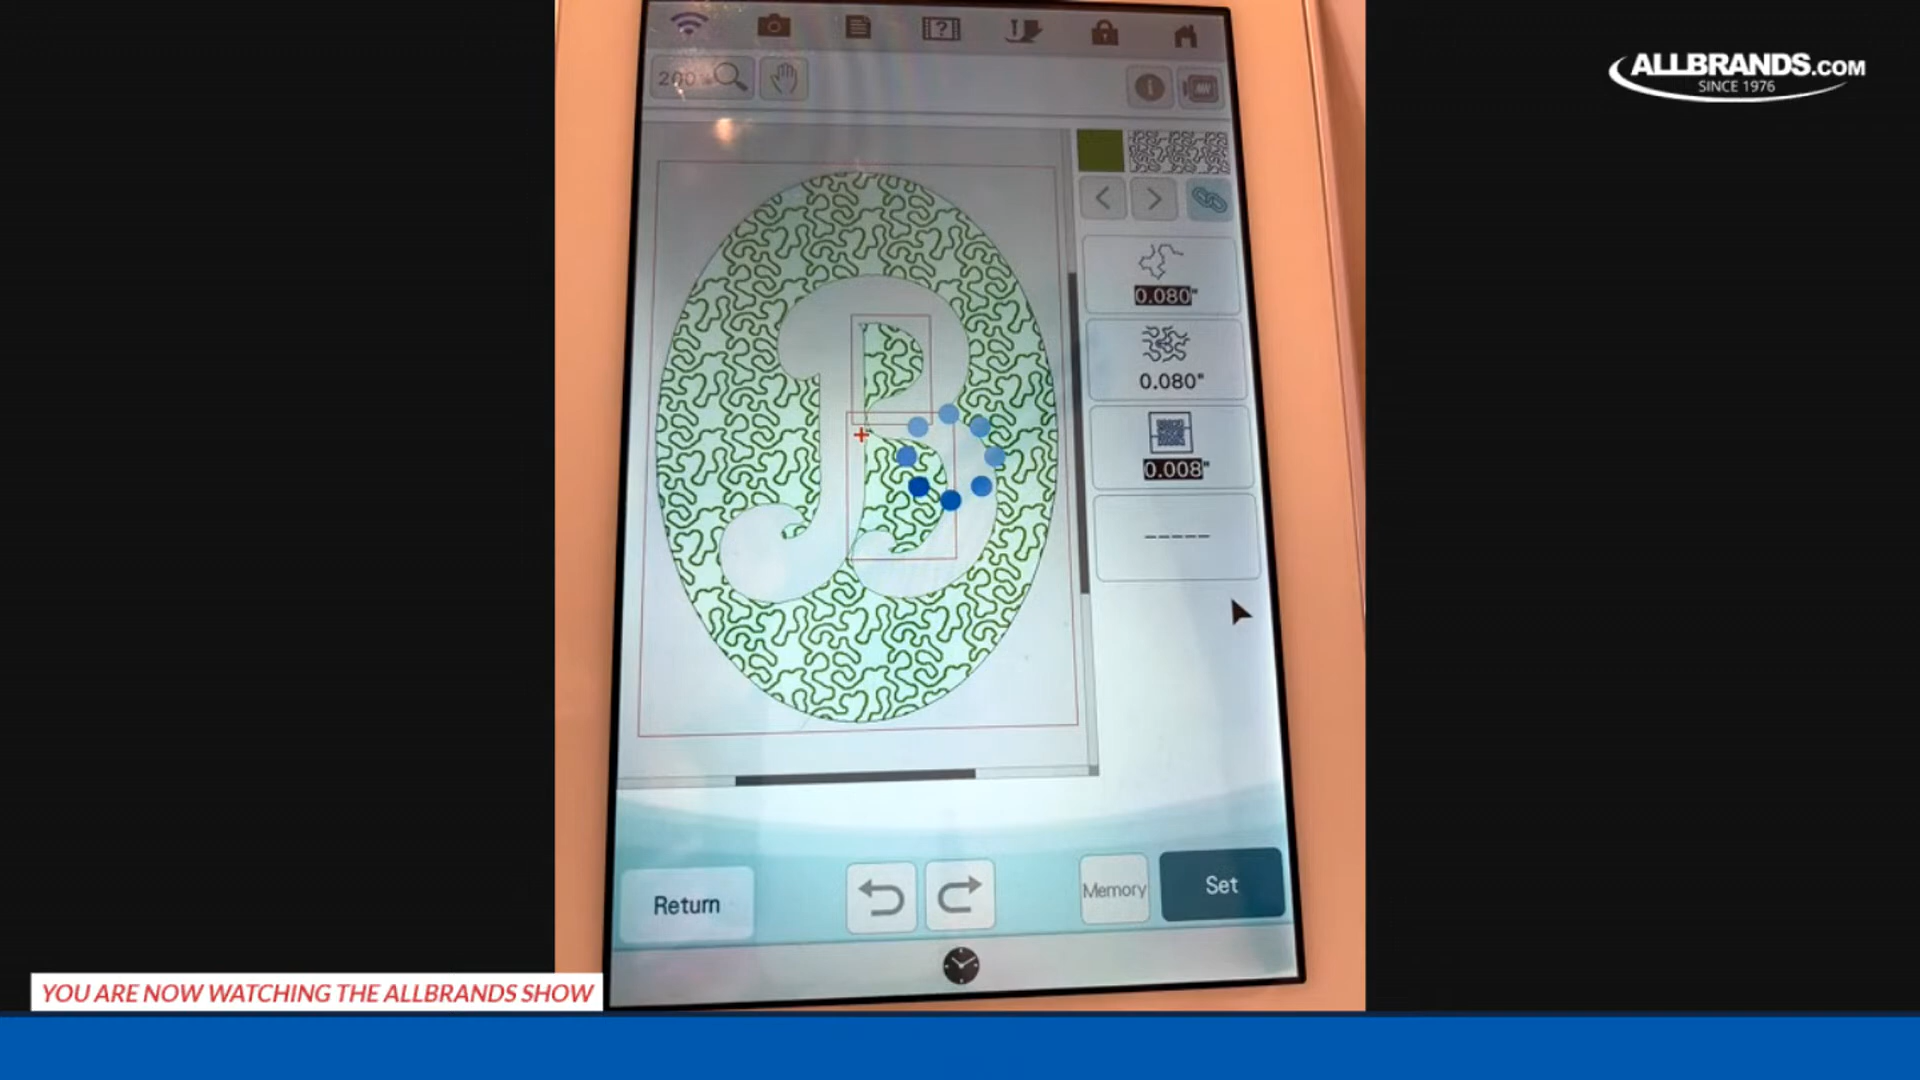 ALLBRANDS.COM
SINCE 1976
200%
0.080"
0.080"
0.008"
-----
Return
Memory
Set
B
YOU ARE NOW WATCHING THE ALLBRANDS SHOW